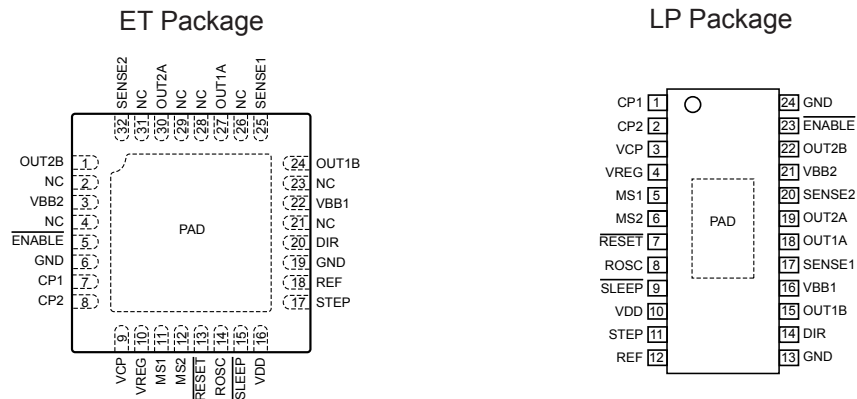 ET Package
LP Package
SENSE2
NC
OUT2A
NC
NC
OUT1A
NC
SENSE1
32
31
30
29
28
27
26
25
OUT2B 1
NC 2
VBB2 3
NC 4
ENABLE 5
GND 6
CP1 7
CP2 8
PAD
24 OUT1B
23 NC
22 VBB1
21 NC
20 DIR
19 GND
18 REF
17 STEP
9
10
11
12
13
14
15
16
VCP
VREG
MS1
MS2
RESET
ROSC
SLEEP
VDD
CP1 1
CP2 2
VCP 3
VREG 4
MS1 5
MS2 6
RESET 7
ROSC 8
SLEEP 9
VDD 10
STEP 11
REF 12
PAD
24 GND
23 ENABLE
22 OUT2B
21 VBB2
20 SENSE2
19 OUT2A
18 OUT1A
17 SENSE1
16 VBB1
15 OUT1B
14 DIR
13 GND